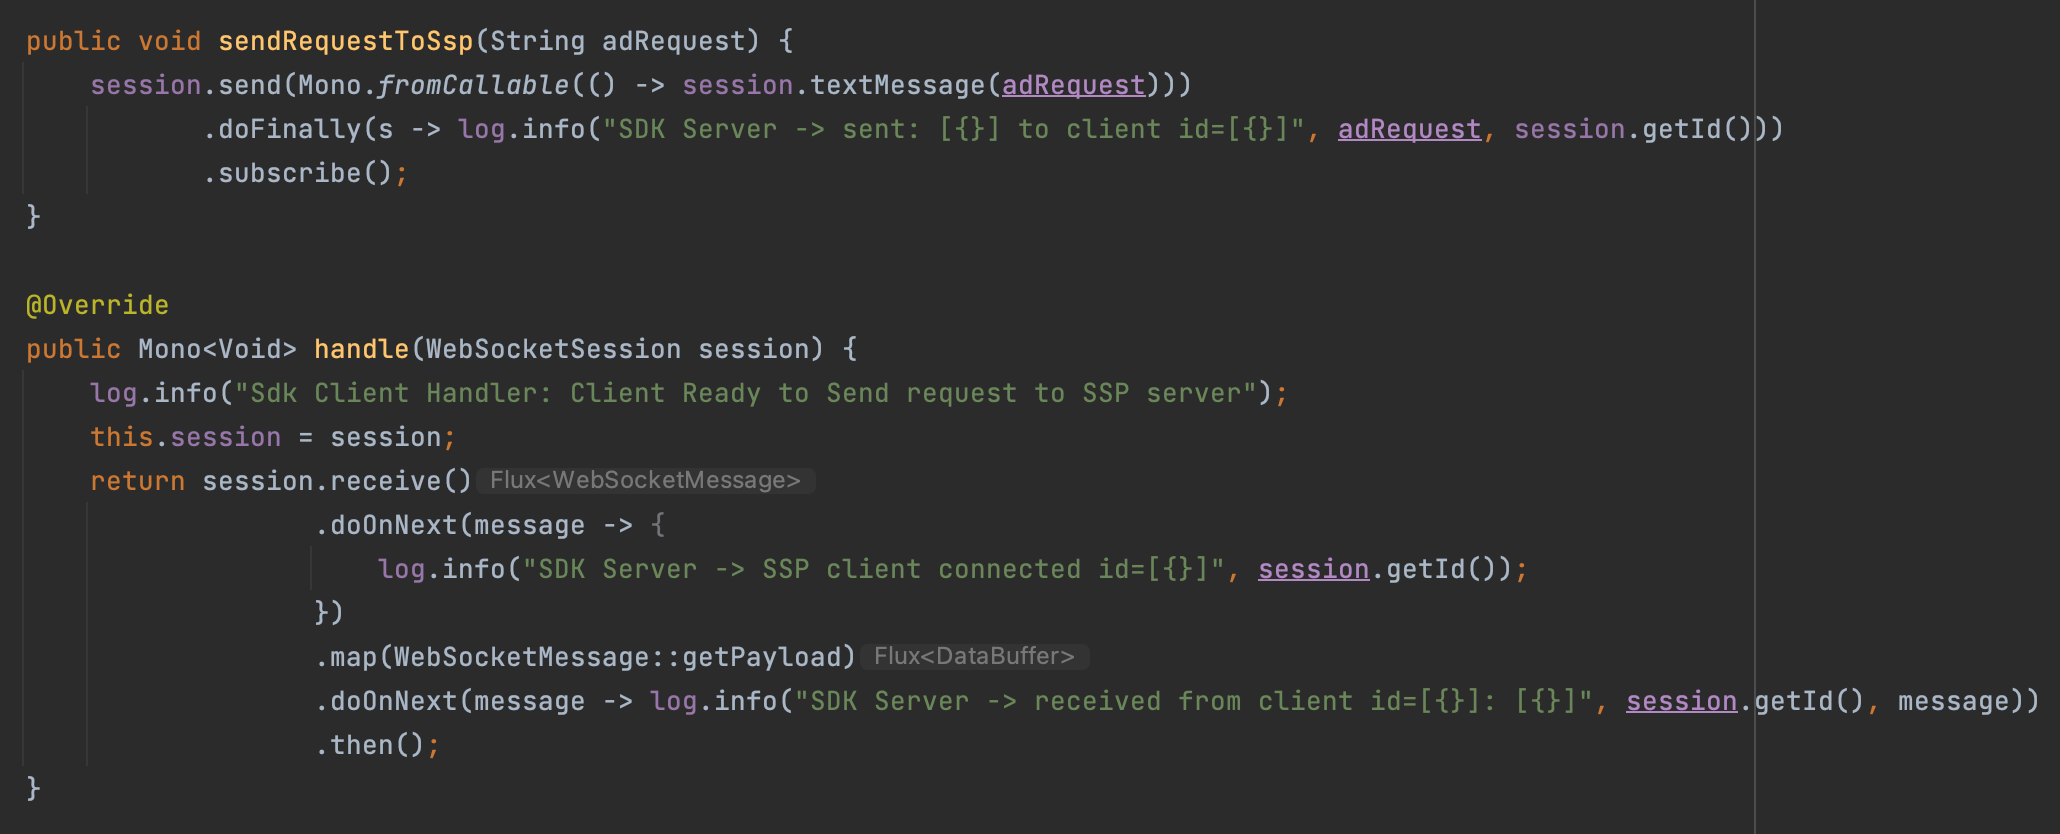 public void sendRequestToSsp(String adRequest) {
    session.send(Mono.fromCallable(() -> session.textMessage(adRequest)))
            .doFinally(s -> log.info("SDK Server -> sent: [{}] to client id=[{}]", adRequest, session.getId()))
            .subscribe();
}
@Override
public Mono<Void> handle(WebSocketSession session) {
    log.info("Sdk Client Handler: Client Ready to Send request to SSP server");
    this.session = session;
    return session.receive() Flux<WebSocketMessage>
                  .doOnNext(message -> {
                      log.info("SDK Server -> SSP client connected id=[{}]", session.getId());
                  })
                  .map(WebSocketMessage::getPayload) Flux<DataBuffer>
                  .doOnNext(message -> log.info("SDK Server -> received from client id=[{}]: [{}]", session.getId(), message))
                  .then();
}